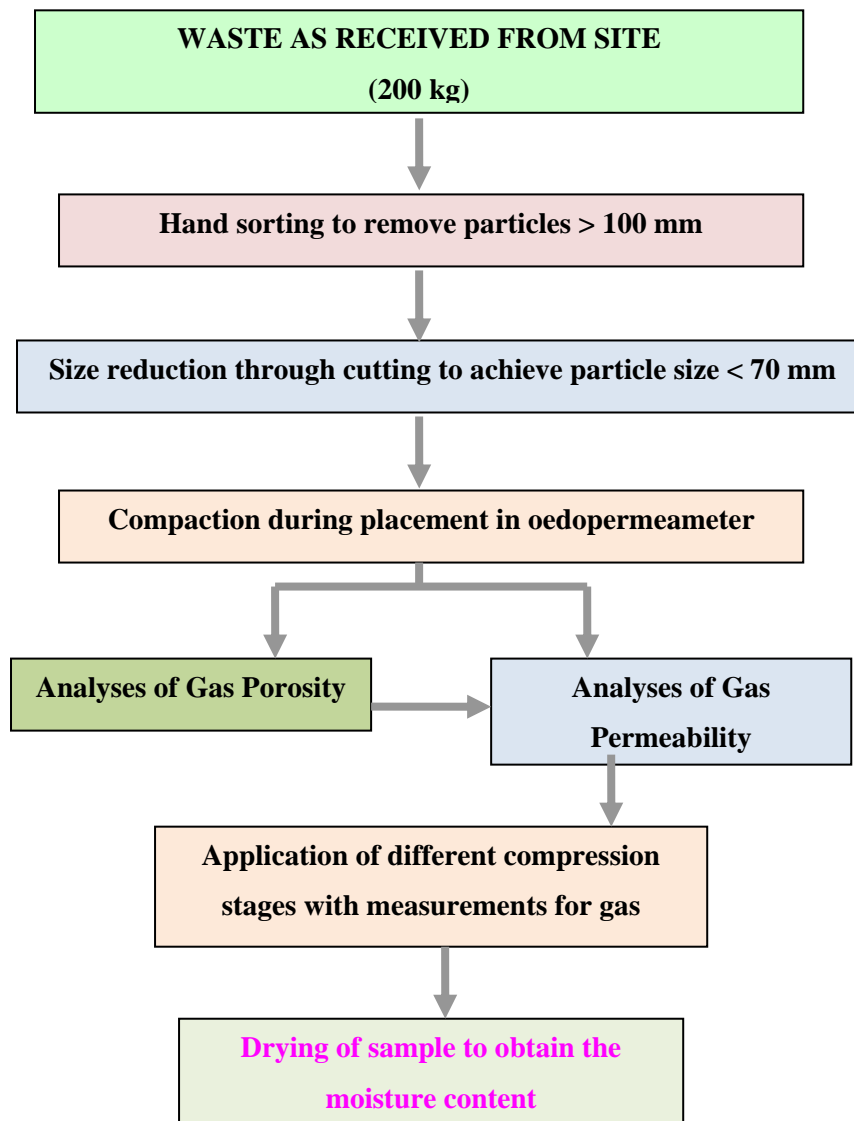 WASTE AS RECEIVED FROM SITE
(200 kg)
Hand sorting to remove particles > 100 mm
Size reduction through cutting to achieve particle size < 70 mm
Compaction during placement in oedopermeameter
Analyses of Gas Porosity
Analyses of Gas
Permeability
Application of different compression
stages with measurements for gas
Drying of sample to obtain the
moisture content